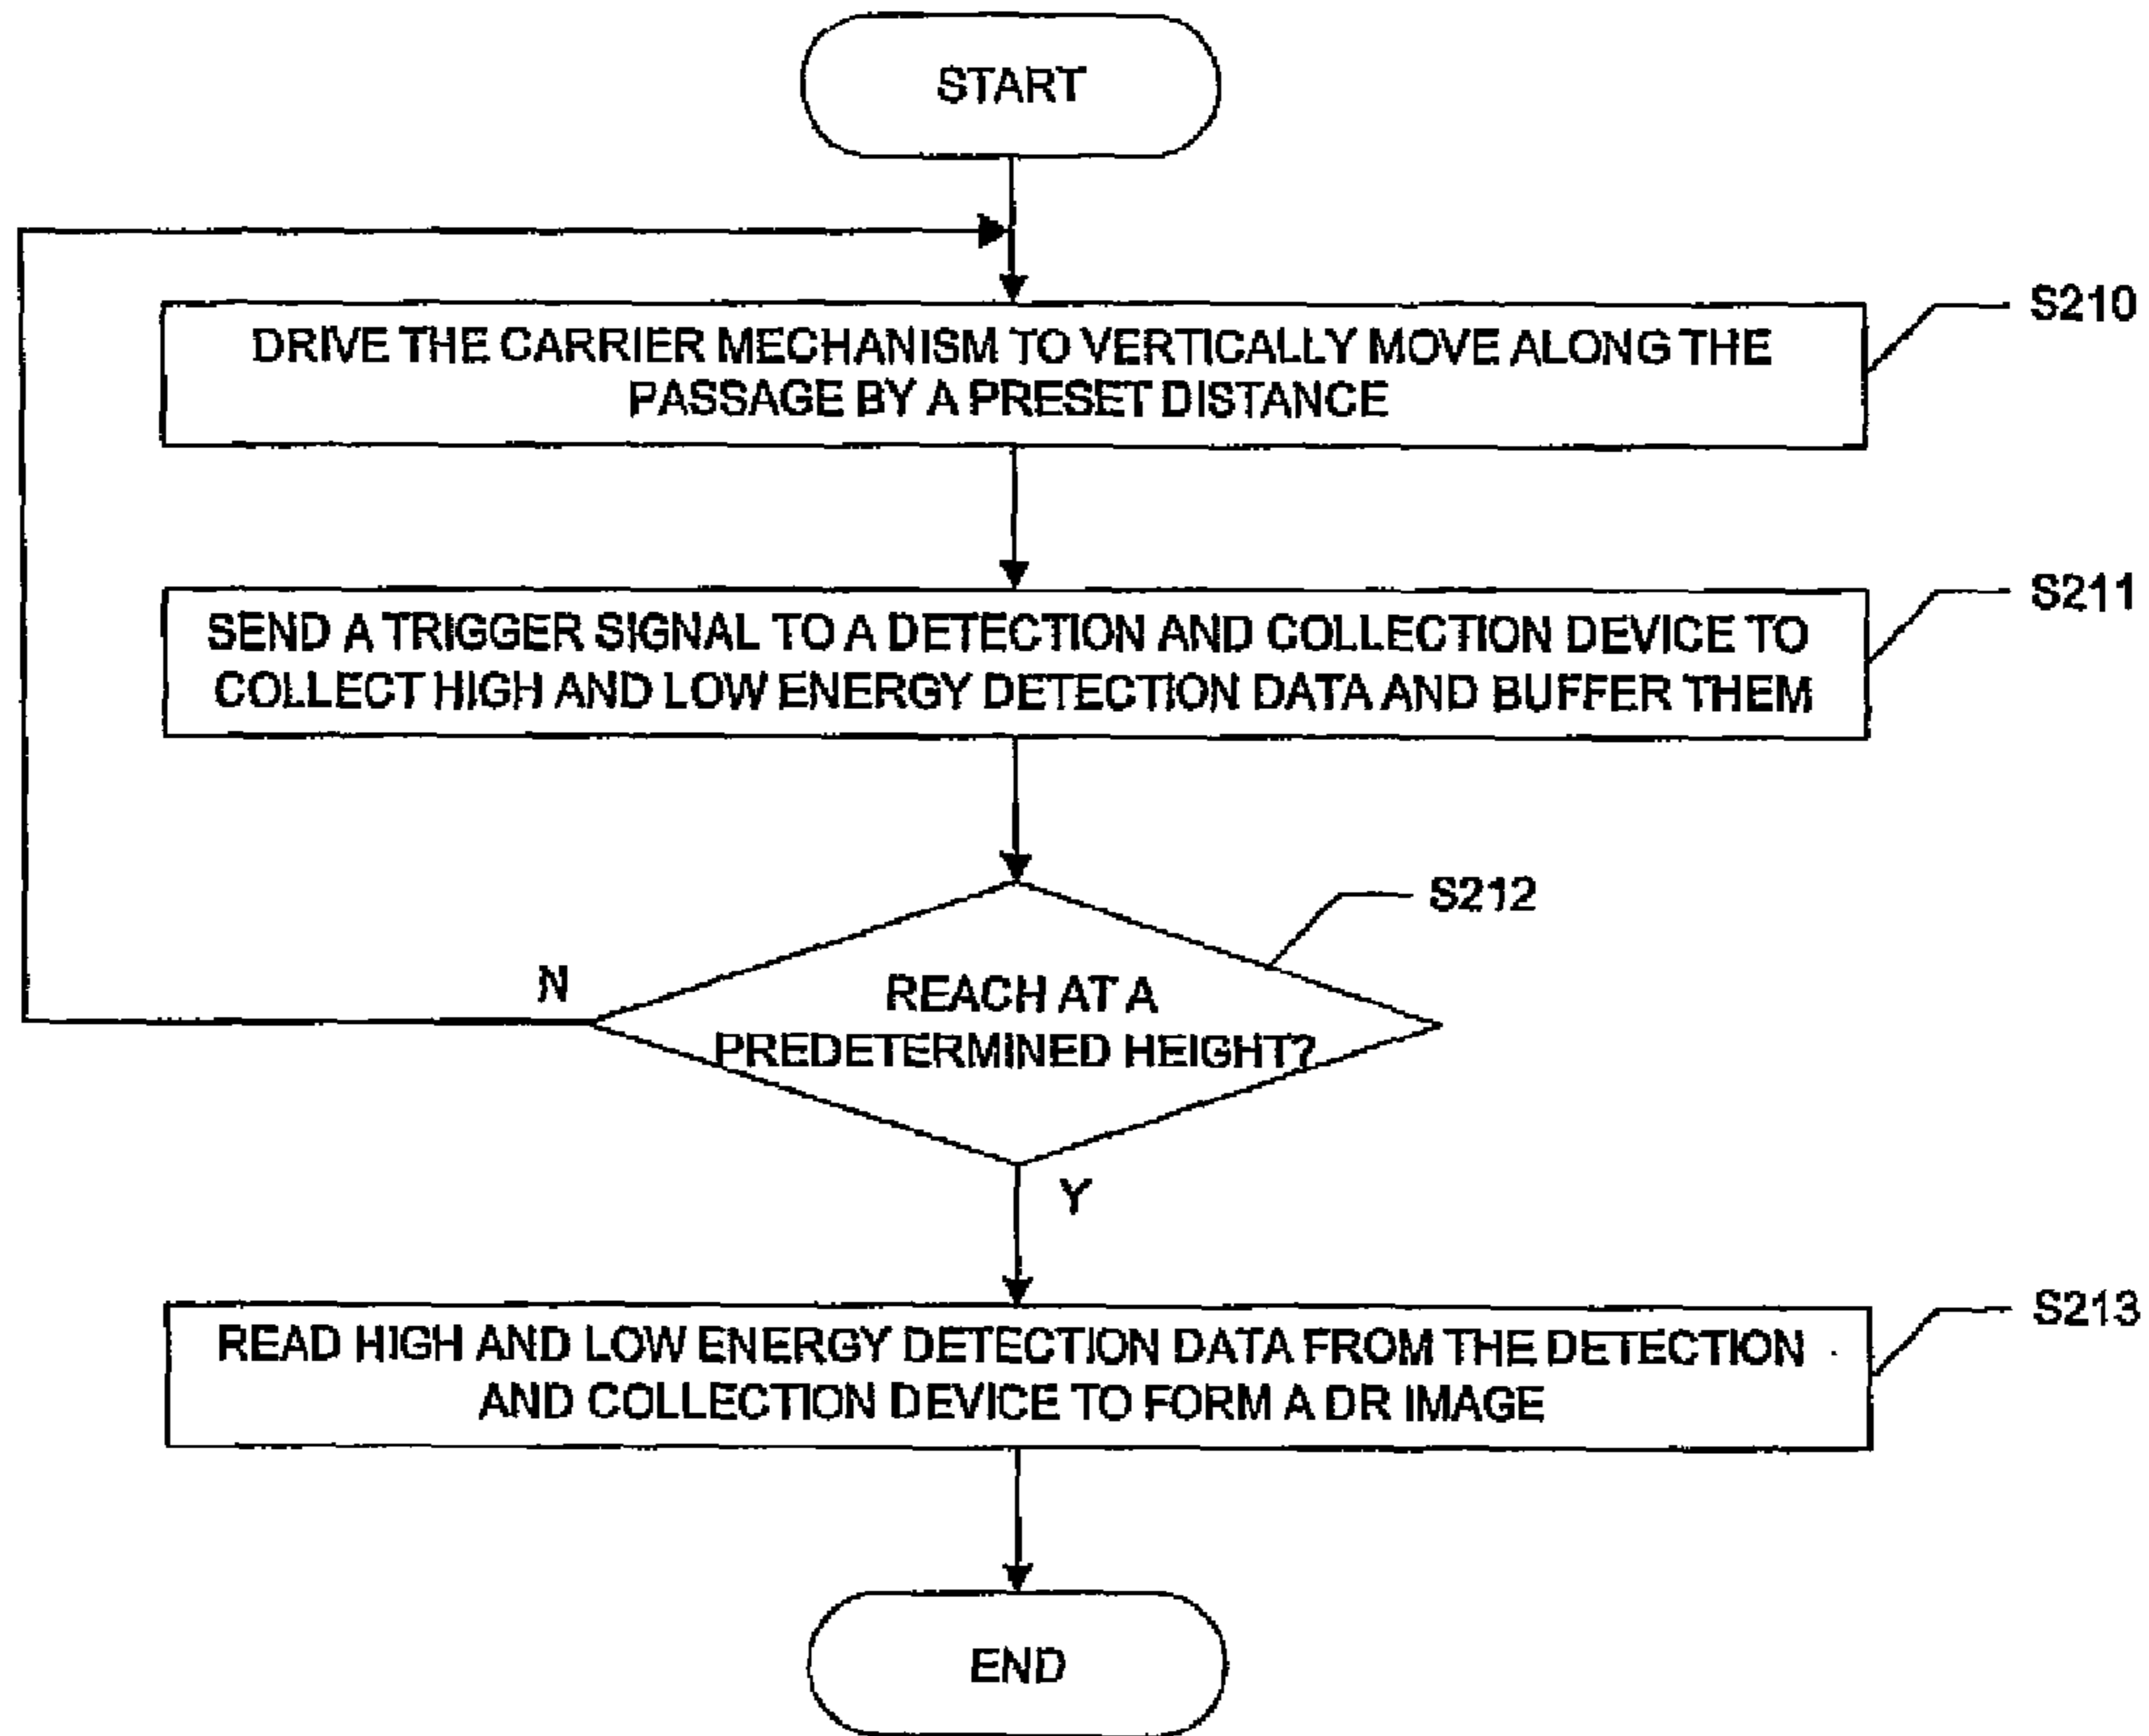 START
DRIVE THE CARRIER MECHANISM TO VERTICALLY MOVE ALONG THE
PASSAGE BY A PRESET DISTANCE
S210
SEND A TRIGGER SIGNAL TO A DETECTION AND COLLECTION DEVICE TO
COLLECT HIGH AND LOW ENERGY DETECTION DATA AND BUFFER THEM
S211
S212
N
REACH AT A
PREDETERMINED HEIGHT?
Y
READ HIGH AND LOW ENERGY DETECTION DATA FROM THE DETECTION
AND COLLECTION DEVICE TO FORM A DR IMAGE
S213
END